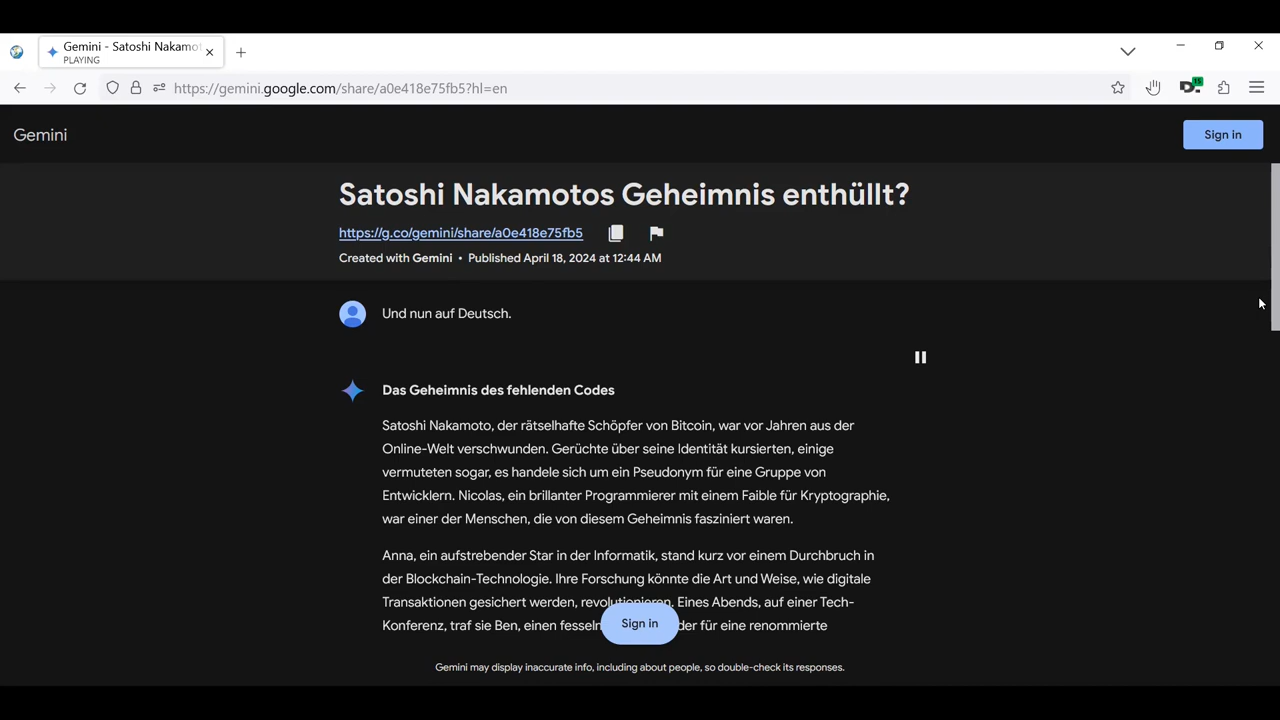 Gemini - Satoshi Nakamot
PLAYING
https://gemini.google.com/share/a0e418e75fb5?hl=en
15
Gemini
Sign in
Satoshi Nakamotos Geheimnis enthüllt?
https://g.co/gemini/share/a0e418e75fb5
Created with Gemini • Published April 18, 2024 at 12:44 AM
Und nun auf Deutsch.
Das Geheimnis des fehlenden Codes
Satoshi Nakamoto, der rätselhafte Schöpfer von Bitcoin, war vor Jahren aus der
Online-Welt verschwunden. Gerüchte über seine Identität kursierten, einige
vermuteten sogar, es handele sich um ein Pseudonym für eine Gruppe von
Entwicklern. Nicolas, ein brillanter Programmierer mit einem Faible für Kryptographie,
war einer der Menschen, die von diesem Geheimnis fasziniert waren.
Anna, ein aufstrebender Star in der Informatik, stand kurz vor einem Durchbruch in
der Blockchain-Technologie. Ihre Forschung könnte die Art und Weise, wie digitale
Transaktionen gesichert werden, revolutionieren. Eines Abends, auf einer Tech-
Konferenz, traf sie Ben, einen für eine renommierte
Sign in
Gemini may display inaccurate info, including about people, so double-check its responses.